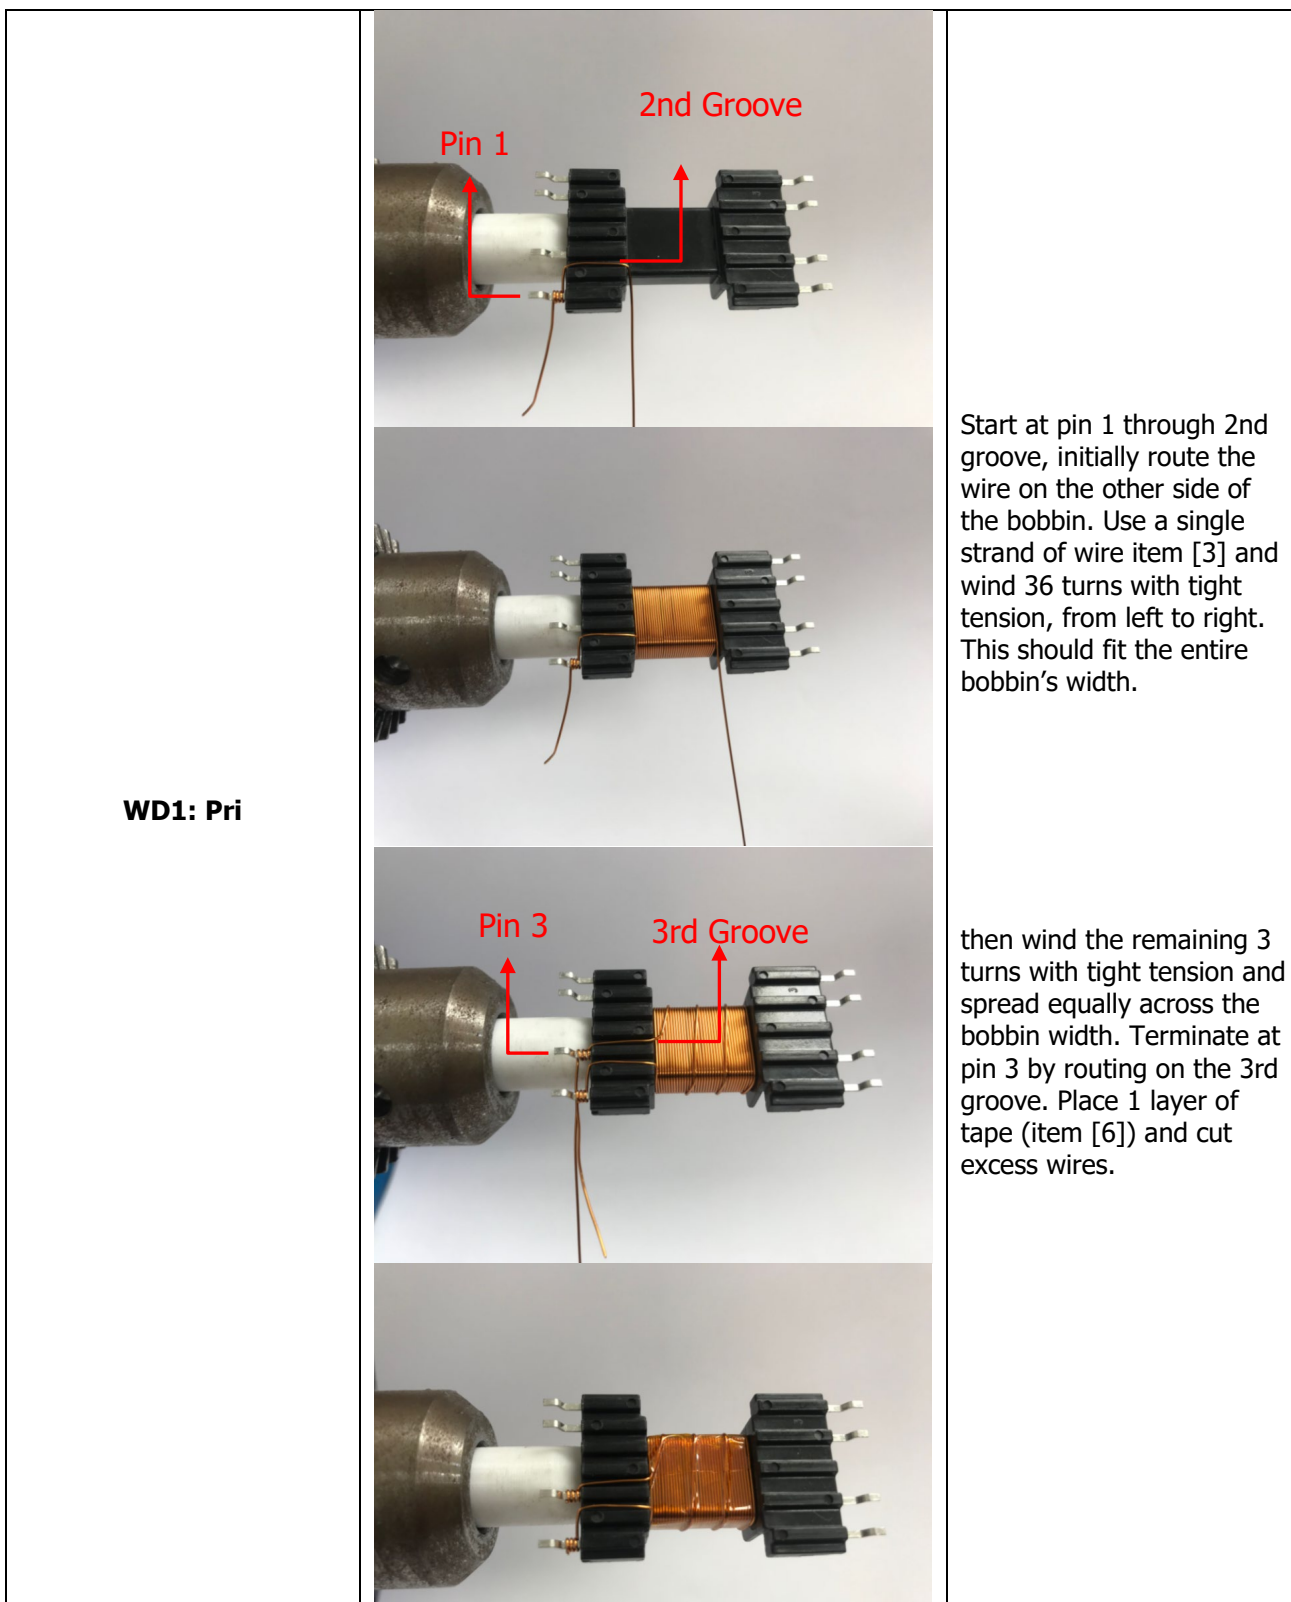 2nd Groove
Pin 1
Start at pin 1 through 2nd
groove, initially route the
wire on the other side of
the bobbin. Use a single
strand of wire item [3] and
wind 36 turns with tight
tension, from left to right.
This should fit the entire
bobbin’s width.
WD1: Pri
Pin 3
3rd Groove
then wind the remaining 3
turns with tight tension and
spread equally across the
bobbin width. Terminate at
pin 3 by routing on the 3rd
groove. Place 1 layer of
tape (item [6]) and cut
excess wires.